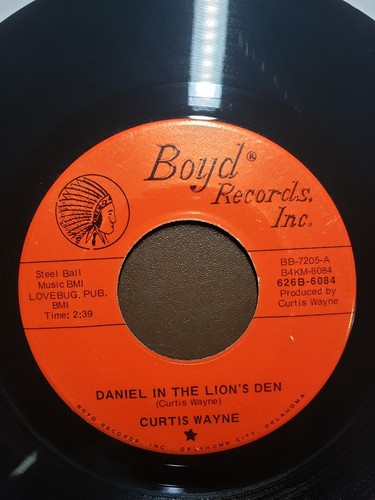 Boyd®
Records,
Inc.
Steel Ball
Music BMI
LOVEBUG, PUB.
BMI
Time: 2:39
BB-7205-A
B4KM-6084
626B-6084
Produced by
Curtis Wayne
DANIEL IN THE LION'S DEN
(Curtis Wayne)
CURTIS WAYNE
BOYD RECORDS, INC., OKLAHOMA CITY, OKLAHOMA